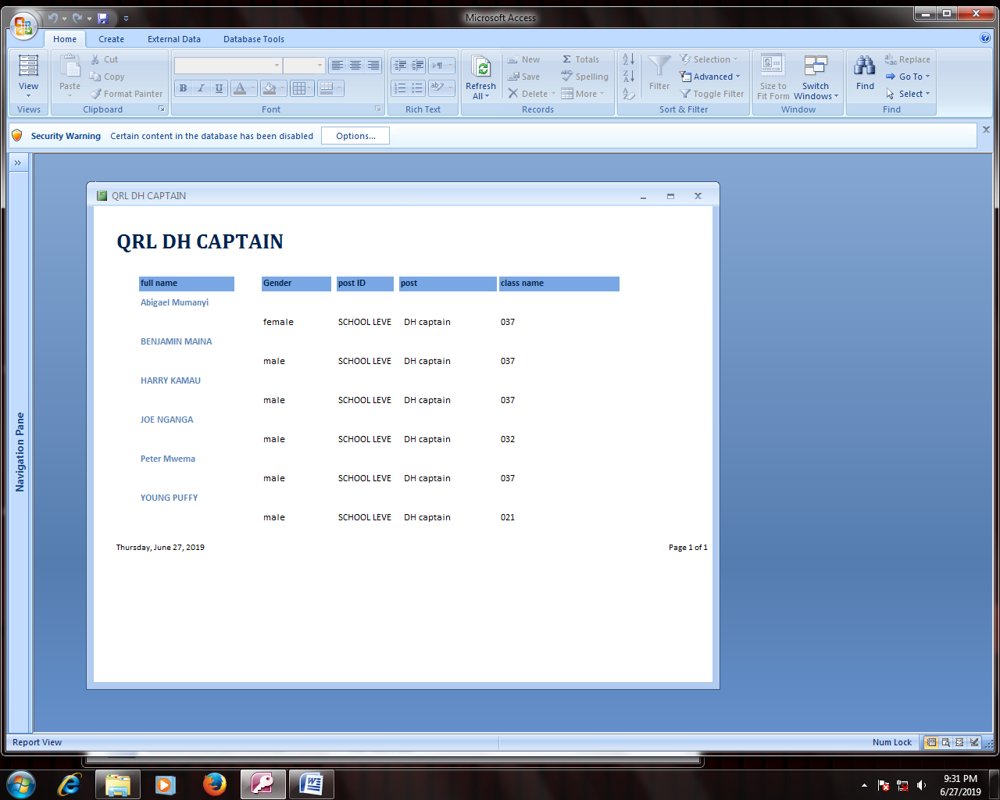 Microsoft Access
Home Create External Data Database Tools
View Paste Cut Copy Format Painter
B I U A
Refresh All New Save Delete Totals Spelling More
Filter Selection Advanced Toggle Filter
Size to Fit Form Switch Windows
Find Replace Go To Select
Views Clipboard Font Rich Text Records Sort & Filter Window Find
Security Warning Certain content in the database has been disabled Options...
Navigation Pane
QRL DH CAPTAIN
QRL DH CAPTAIN
full name Gender post ID post class name
Abigael Mumanyi
female SCHOOL LEVE DH captain 037
BENJAMIN MAINA
male SCHOOL LEVE DH captain 037
HARRY KAMAU
male SCHOOL LEVE DH captain 037
JOE NGANGA
male SCHOOL LEVE DH captain 032
Peter Mwema
male SCHOOL LEVE DH captain 037
YOUNG PUFFY
male SCHOOL LEVE DH captain 021
Thursday, June 27, 2019 Page 1 of 1
Report View Num Lock
9:31 PM
6/27/2019